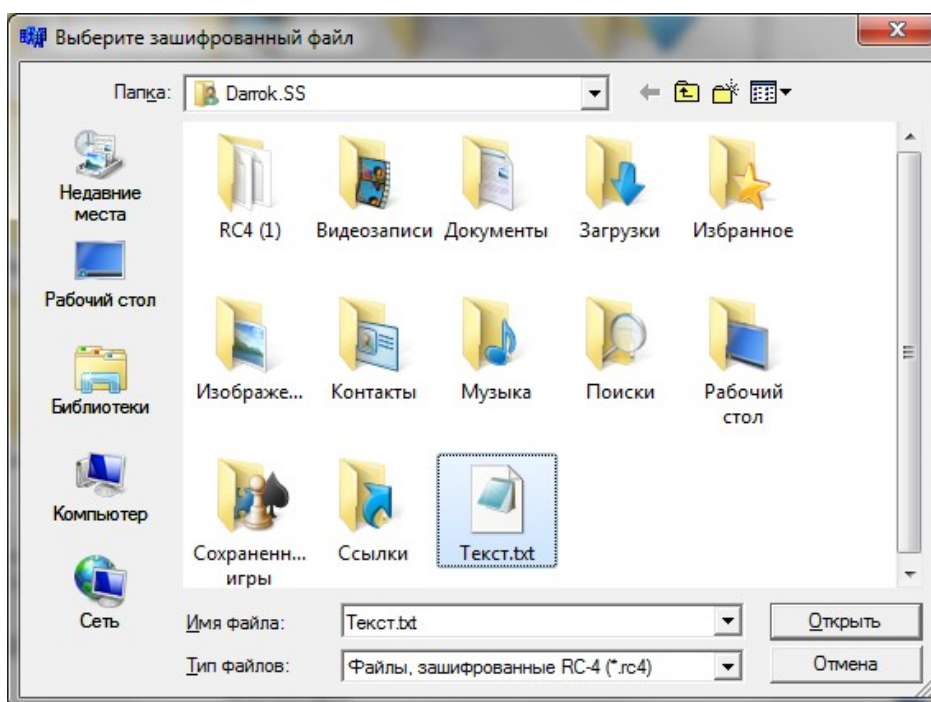 Выберите зашифрованный файл
Папка:
Darrok.SS
Недавние
места
Рабочий стол
Библиотеки
Компьютер
Сеть
RC4 (1)
Видеозаписи
Документы
Загрузки
Избранное
Изображе...
Контакты
Музыка
Поиски
Рабочий
стол
Сохраненн...
игры
Ссылки
Текст.txt
Имя файла:
Текст.txt
Открыть
Тип файлов:
Файлы, зашифрованные RC-4 (*.rc4)
Отмена